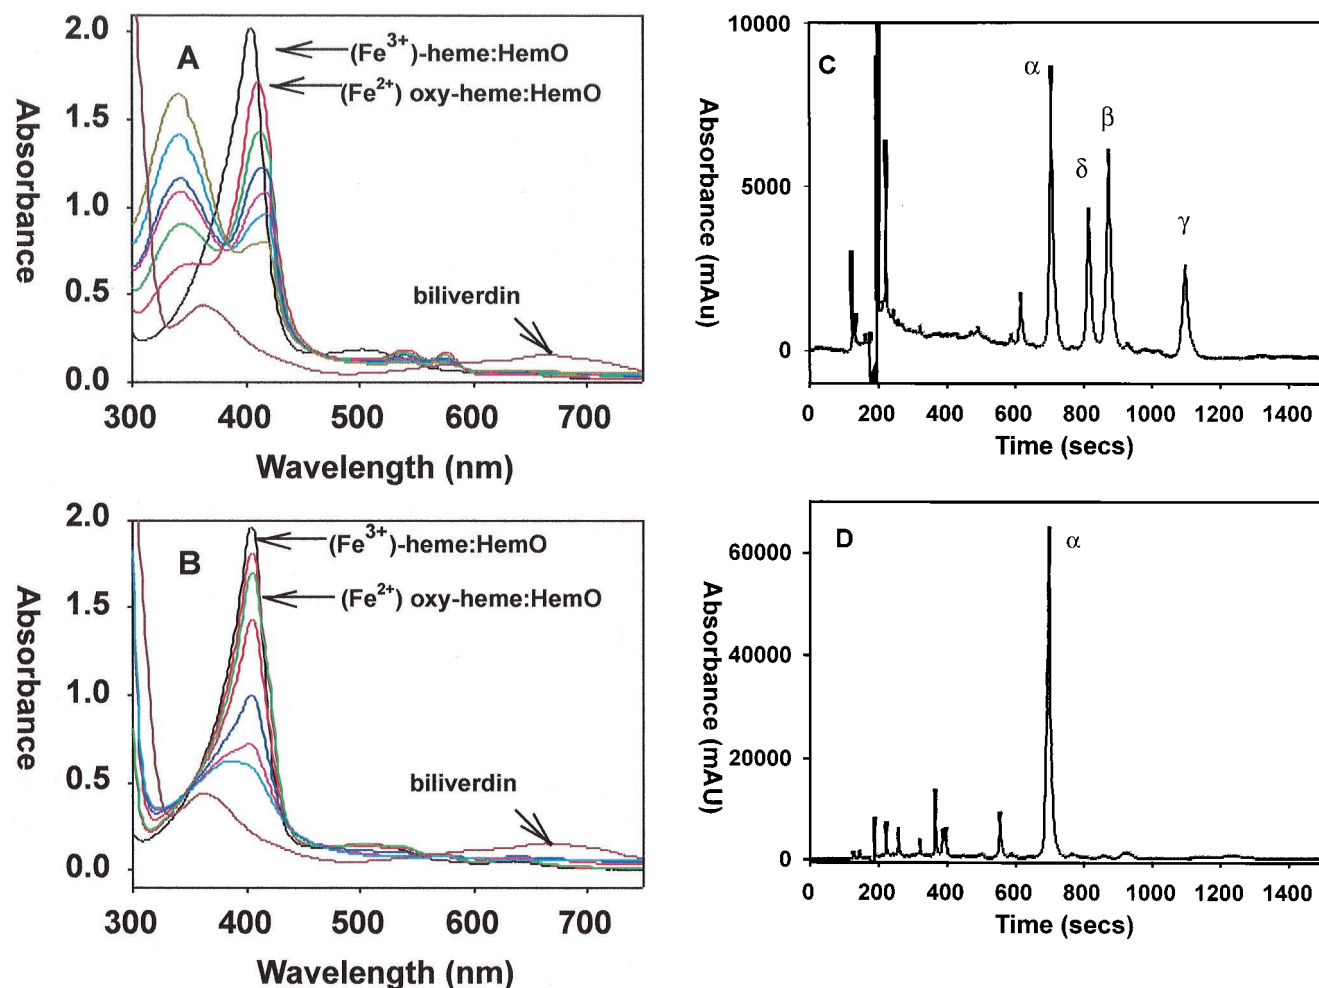 A
(Fe3+)-heme:HemO
(Fe2+) oxy-heme:HemO
biliverdin
2.0
1.5
1.0
0.5
0.0
Absorbance
300 400 500 600 700
Wavelength (nm)
B
(Fe3+)-heme:HemO
(Fe2+) oxy-heme:HemO
biliverdin
2.0
1.5
1.0
0.5
0.0
Absorbance
300 400 500 600 700
Wavelength (nm)
C
α
δ
β
γ
10000
5000
0
Absorbance (mAu)
0 200 400 600 800 1000 1200 1400
Time (secs)
D
α
60000
40000
20000
0
Absorbance (mAU)
0 200 400 600 800 1000 1200 1400
Time (secs)